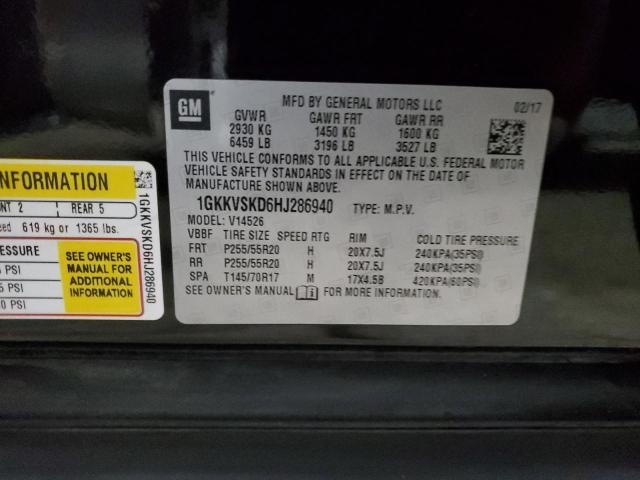 GM
MFD BY GENERAL MOTORS LLC 02/17
GVWR GAWR FRT GAWR RR
2930 KG 1450 KG 1600 KG
6459 LB 3196 LB 3527 LB
THIS VEHICLE CONFORMS TO ALL APPLICABLE U.S. FEDERAL MOTOR
VEHICLE SAFETY STANDARDS IN EFFECT ON THE DATE OF
MANUFACTURE SHOWN ABOVE.
1GKKVSKD6HJ286940 TYPE: M.P.V.
MODEL: V14526
VBBF TIRE SIZE SPEED RTG RIM COLD TIRE PRESSURE
FRT P255/55R20 H 20X7.5J 240KPA(35PSI)
RR P255/55R20 H 20X7.5J 240KPA(35PSI)
SPA T145/70R17 M 17X4.5B 420KPA(60PSI)
SEE OWNER'S MANUAL FOR MORE INFORMATION.
INFORMATION
NT 2 REAR 5
eed 619 kg or 1365 lbs.
ESSURE
PSI
5 PSI
0 PSI
SEE OWNER'S
MANUAL FOR
ADDITIONAL
INFORMATION
1GKKVSKD6HJ286940